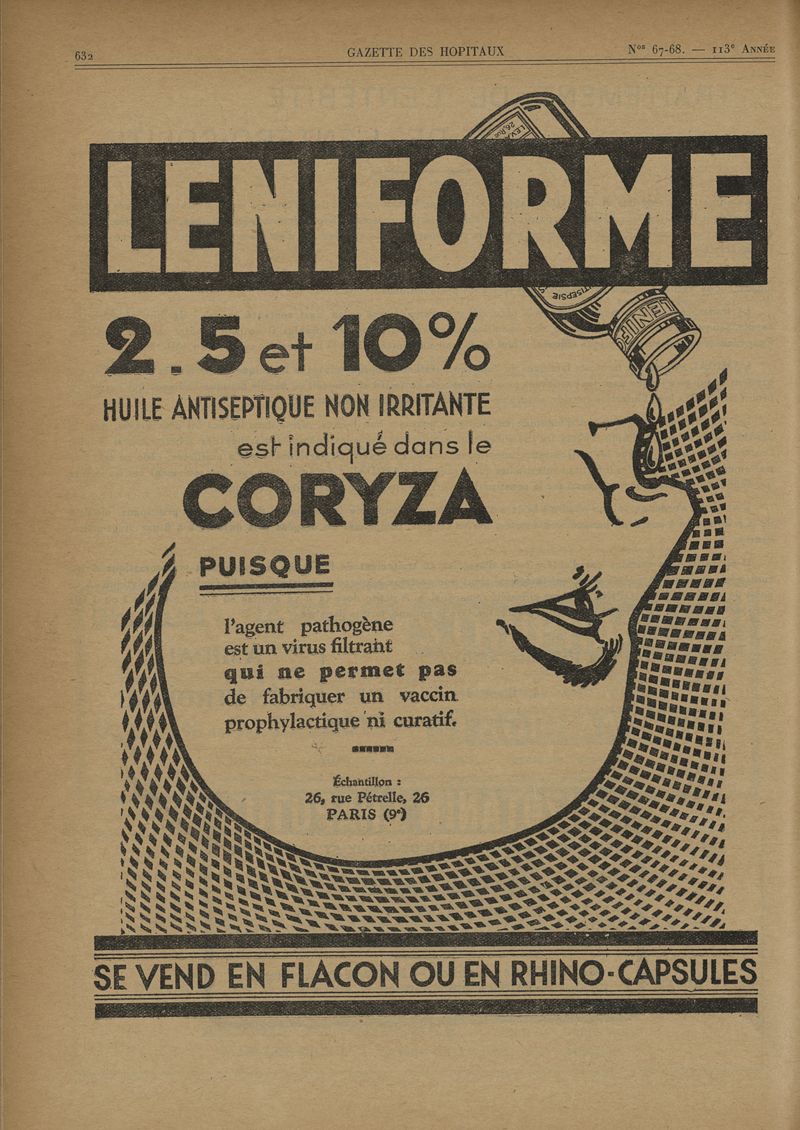 632
GAZETTE DES HOPITAUX
Nos 67-68. — 113e ANNÉE
LENIFORME
2.5 et 10%
HUILE ANTISEPTIQUE NON IRRITANTE
est indiqué dans le
CORYZA
PUISQUE
l'agent pathogène
est un virus filtrant
qui ne permet pas
de fabriquer un vaccin
prophylactique ni curatif.
Échantillon :
26, rue Pétrelle, 26
PARIS (9e)
LENIFO
SE VEND EN FLACON OU EN RHINO-CAPSULES